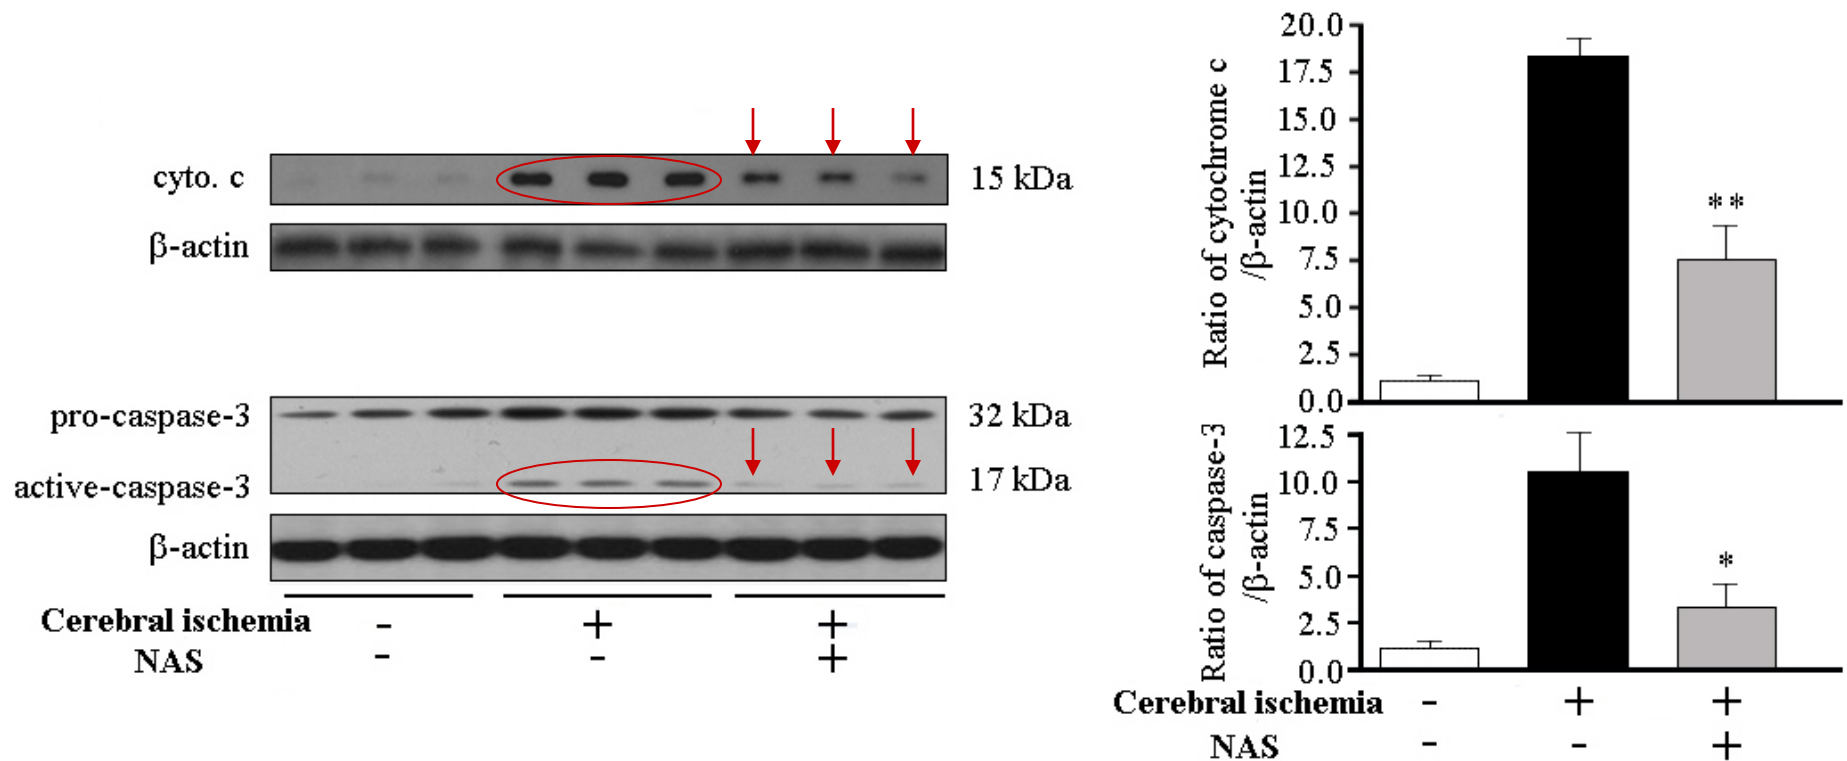 cyto. c
15 kDa
β-actin
pro-caspase-3
32 kDa
active-caspase-3
17 kDa
β-actin
Cerebral ischemia - + +
NAS - - +
Ratio of cytochrome c
/β-actin
20.0
17.5
15.0
12.5
10.0
7.5
5.0
2.5
0.0
**
Ratio of caspase-3
/β-actin
12.5
10.0
7.5
5.0
2.5
0.0
*
Cerebral ischemia - + +
NAS - - +